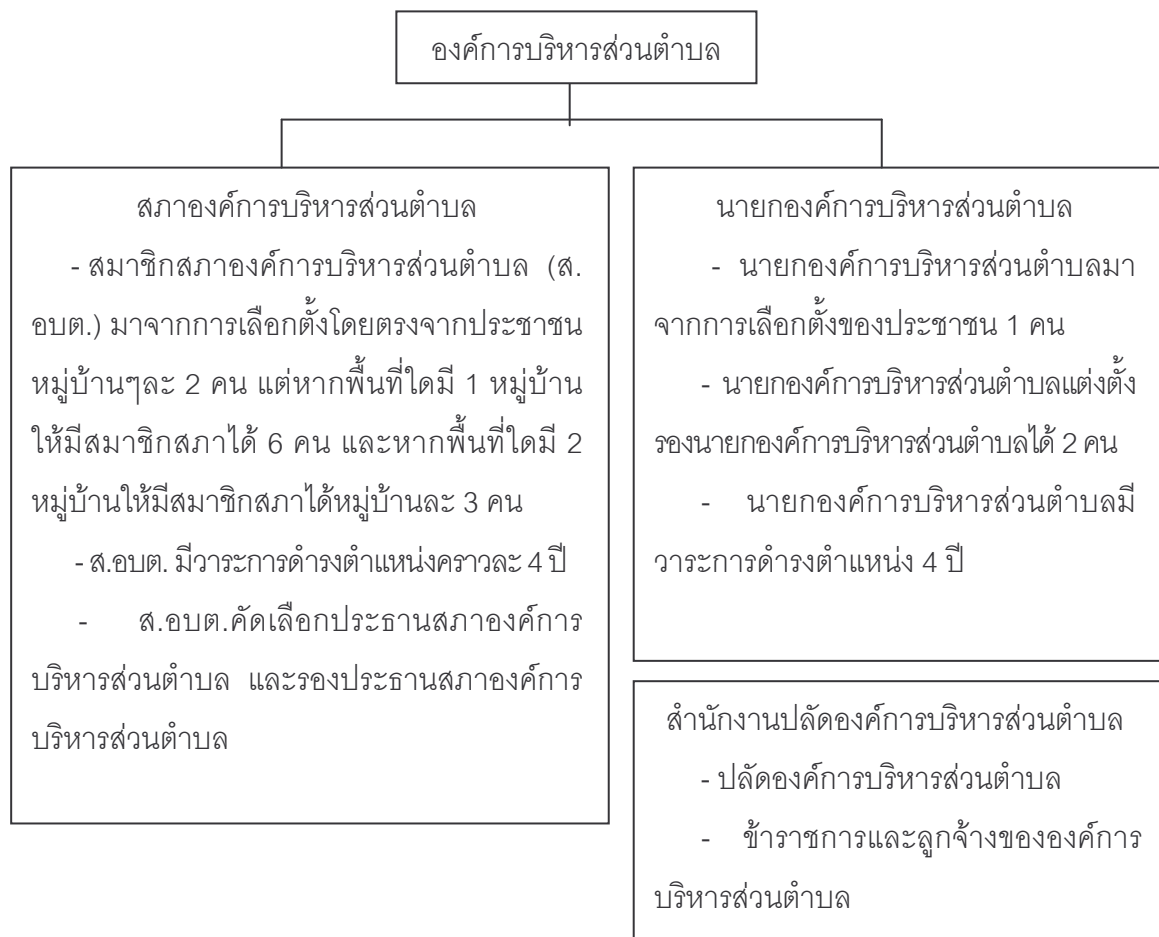 องค์การบริหารส่วนตำบล
สภาองค์การบริหารส่วนตำบล
- สมาชิกสภาองค์การบริหารส่วนตำบล (ส.
อบต.) มาจากการเลือกตั้งโดยตรงจากประชาชน
หมู่บ้านๆละ 2 คน แต่หากพื้นที่ใดมี 1 หมู่บ้าน
ให้มีสมาชิกสภาได้ 6 คน และหากพื้นที่ใดมี 2
หมู่บ้านให้มีสมาชิกสภาได้หมู่บ้านละ 3 คน
- ส.อบต. มีวาระการดำรงตำแหน่งคราวละ 4 ปี
- ส.อบต.คัดเลือกประธานสภาองค์การ
บริหารส่วนตำบล และรองประธานสภาองค์การ
บริหารส่วนตำบล
นายกองค์การบริหารส่วนตำบล
- นายกองค์การบริหารส่วนตำบลมา
จากการเลือกตั้งของประชาชน 1 คน
- นายกองค์การบริหารส่วนตำบลแต่งตั้ง
รองนายกองค์การบริหารส่วนตำบลได้ 2 คน
- นายกองค์การบริหารส่วนตำบลมี
วาระการดำรงตำแหน่ง 4 ปี
สำนักงานปลัดองค์การบริหารส่วนตำบล
- ปลัดองค์การบริหารส่วนตำบล
- ข้าราชการและลูกจ้างขององค์การ
บริหารส่วนตำบล